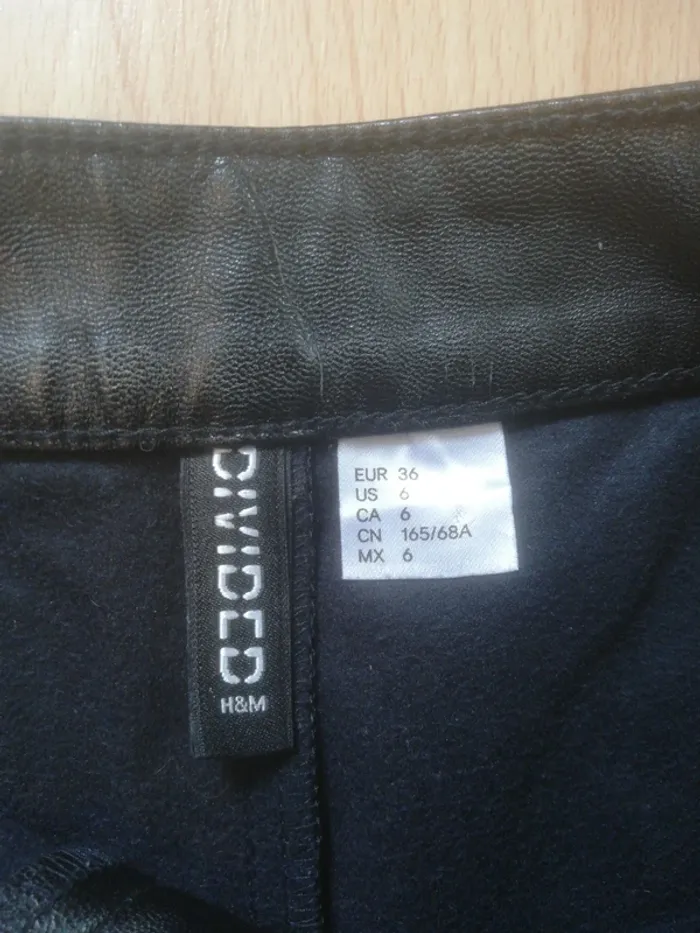 DIVIDED
H&M
EUR 36
US 6
CA 6
CN 165/68A
MX 6